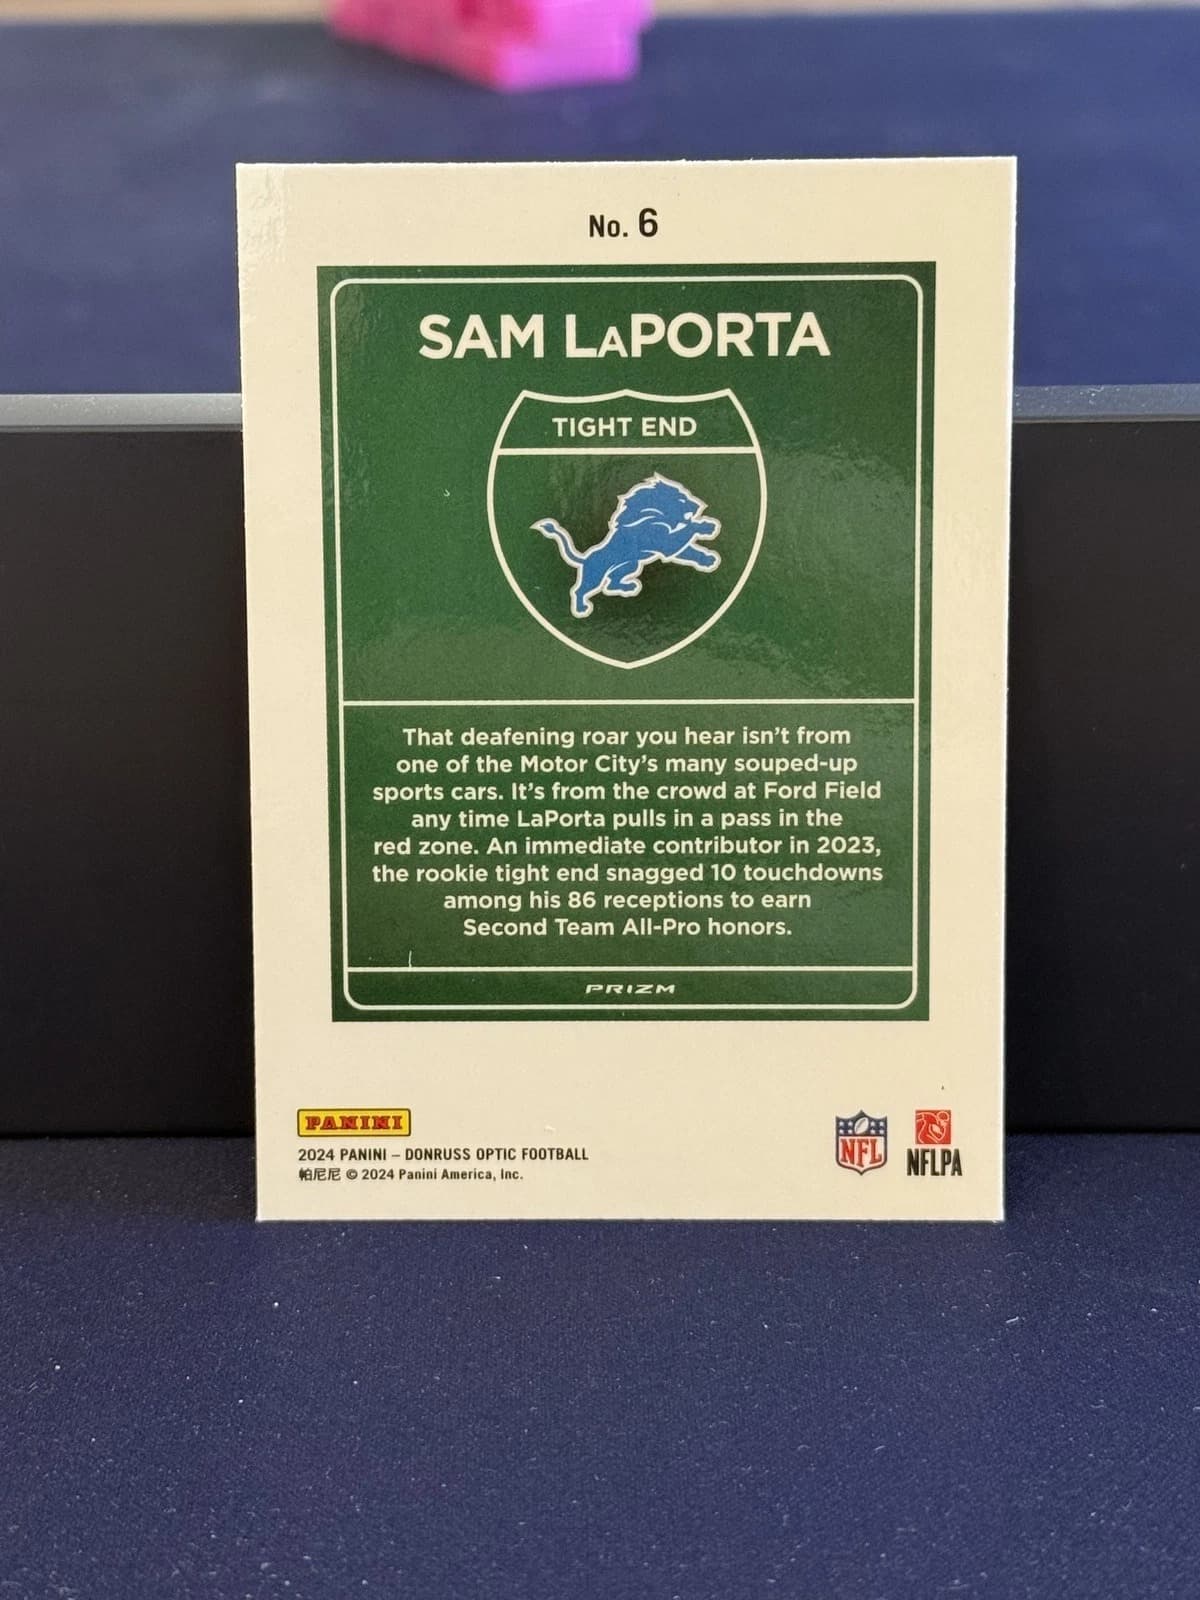 No. 6
SAM LAPORTA
TIGHT END
That deafening roar you hear isn't from
one of the Motor City's many souped-up
sports cars. It's from the crowd at Ford Field
any time LaPorta pulls in a pass in the
red zone. An immediate contributor in 2023,
the rookie tight end snagged 10 touchdowns
among his 86 receptions to earn
Second Team All-Pro honors.
PRIZM
PANINI
2024 PANINI – DONRUSS OPTIC FOOTBALL
帕尼尼 © 2024 Panini America, Inc.
NFL
NFLPA